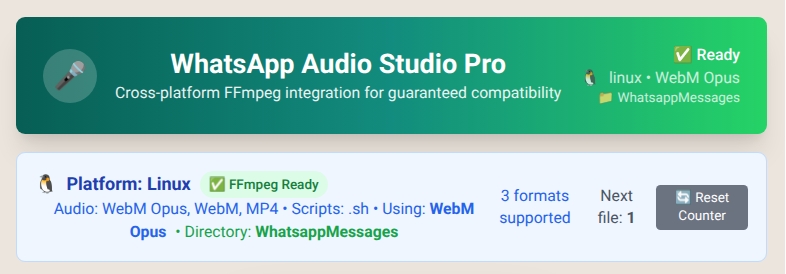 WhatsApp Audio Studio Pro
Cross-platform FFmpeg integration for guaranteed compatibility
✅ Ready
🐧 linux • WebM Opus
📁 WhatsappMessages
🐧 Platform: Linux ✅ FFmpeg Ready
Audio: WebM Opus, WebM, MP4 • Scripts: .sh • Using: WebM
Opus • Directory: WhatsappMessages
3 formats
supported
Next
file: 1
🔄 Reset
Counter